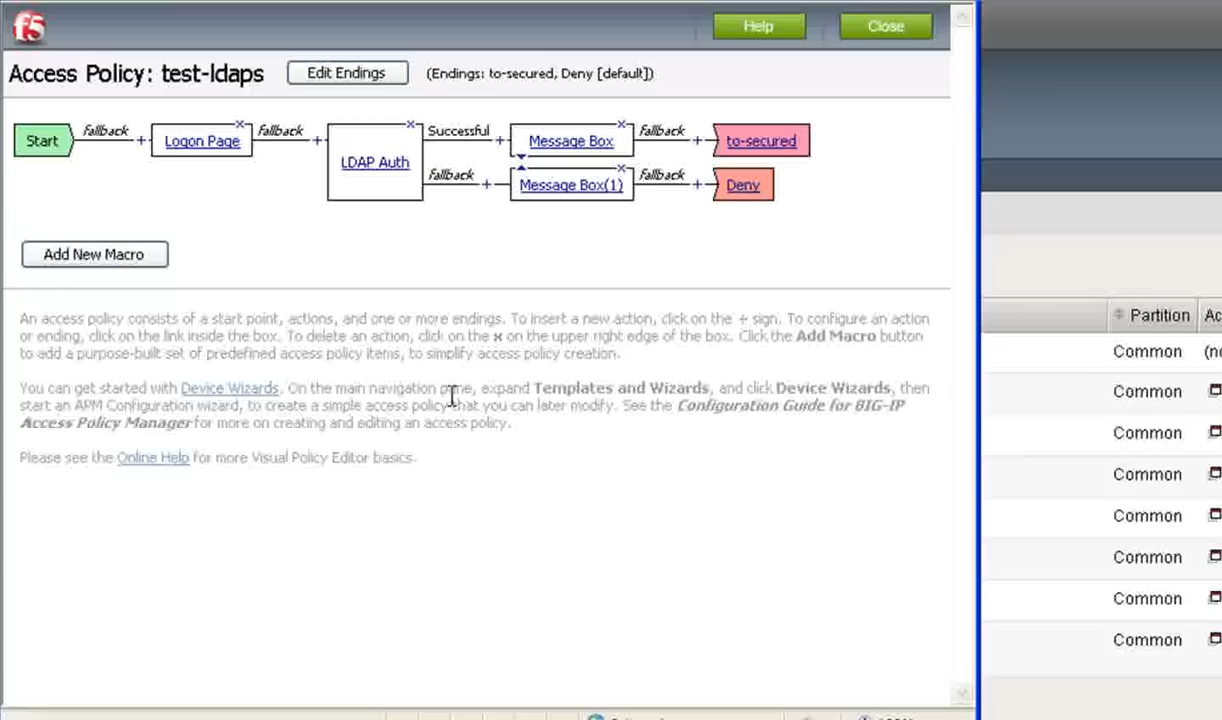 f5
Help
Close
Access Policy: test-ldaps
Edit Endings
(Endings: to-secured, Deny [default])
Start
fallback
+
Logon Page
x
fallback
+
LDAP Auth
x
Successful
+
Message Box
x
fallback
+
to-secured
fallback
+
Message Box(1)
x
fallback
+
Deny
Add New Macro
An access policy consists of a start point, actions, and one or more endings. To insert a new action, click on the + sign. To configure an action
or ending, click on the link inside the box. To delete an action, click on the x on the upper right edge of the box. Click the Add Macro button
to add a purpose-built set of predefined access policy items, to simplify access policy creation.
You can get started with Device Wizards. On the main navigation pane, expand Templates and Wizards, and click Device Wizards, then
start an APM Configuration wizard, to create a simple access policy that you can later modify. See the Configuration Guide for BIG-IP
Access Policy Manager for more on creating and editing an access policy.
Please see the Online Help for more Visual Policy Editor basics.
Partition
Common
Common
Common
Common
Common
Common
Common
Common